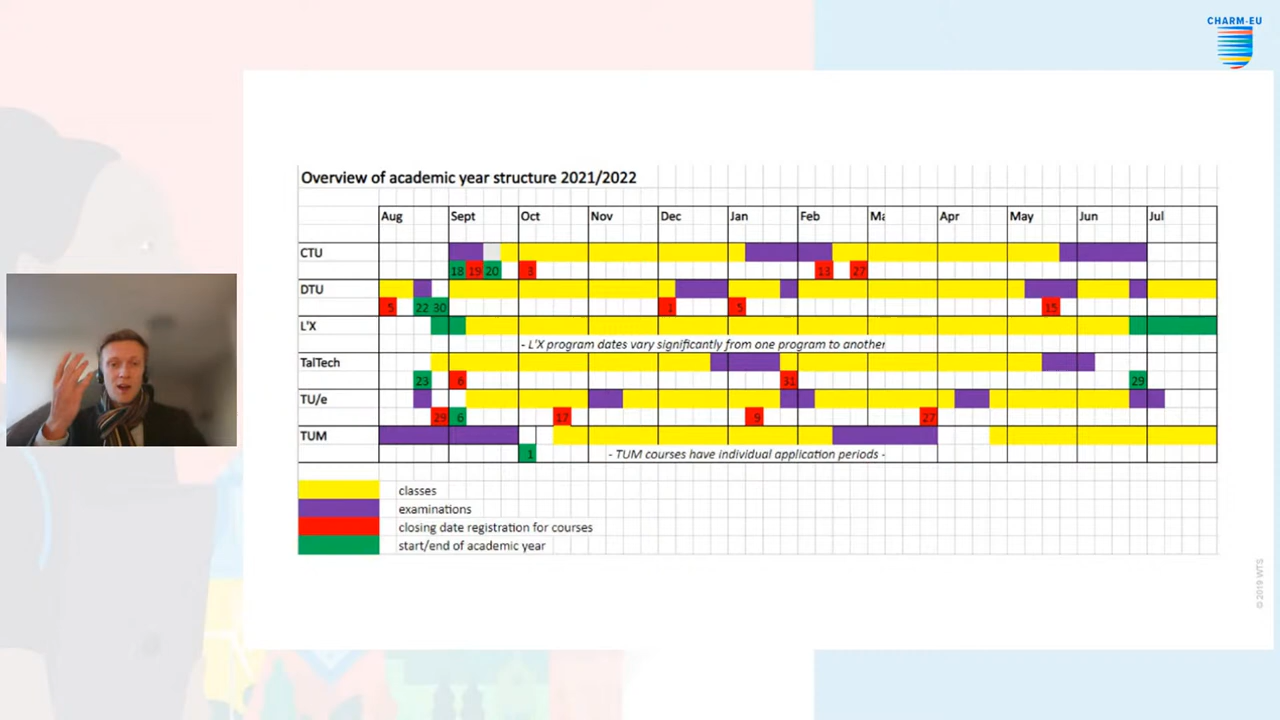 CHARM-EU
Overview of academic year structure 2021/2022
Aug Sept Oct Nov Dec Jan Feb Ma Apr May Jun Jul
CTU
18 19 20 3 13 27
DTU
5 22 30 1 5 15
L'X
- L'X program dates vary significantly from one program to another
TalTech
23 6 31 29
TU/e
29 6 17 9 27
TUM
1 - TUM courses have individual application periods -
classes
examinations
closing date registration for courses
start/end of academic year
© 2019 WTS